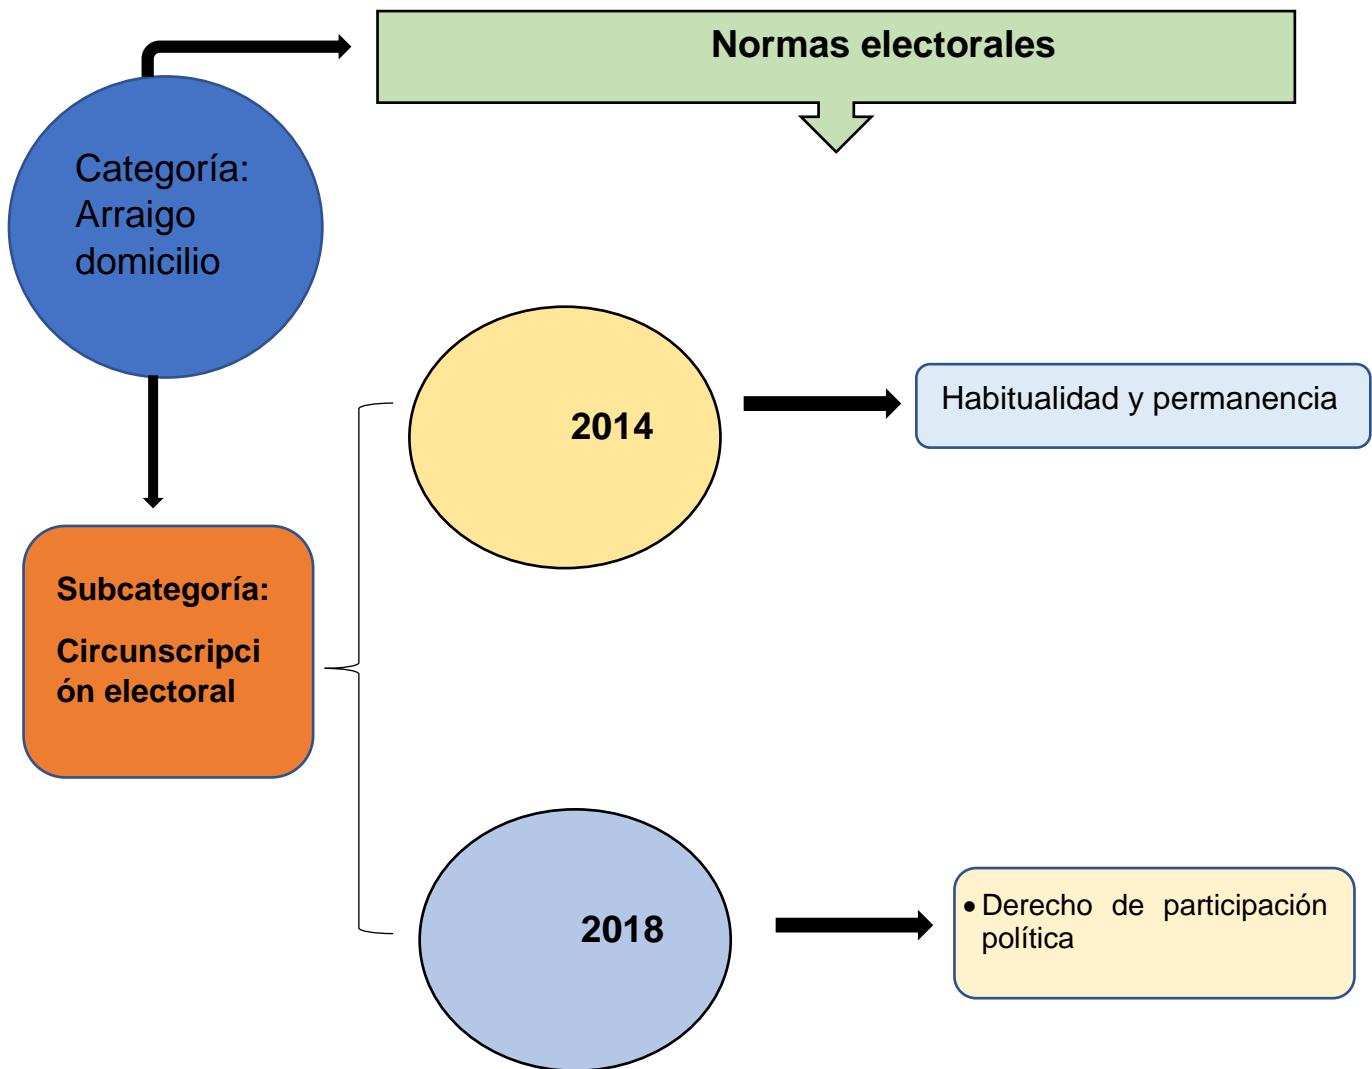 Normas electorales
Categoría:
Arraigo
domicilio
2014
Habitualidad y permanencia
Subcategoría:
Circunscripci
ón electoral
2018
• Derecho de participación
política